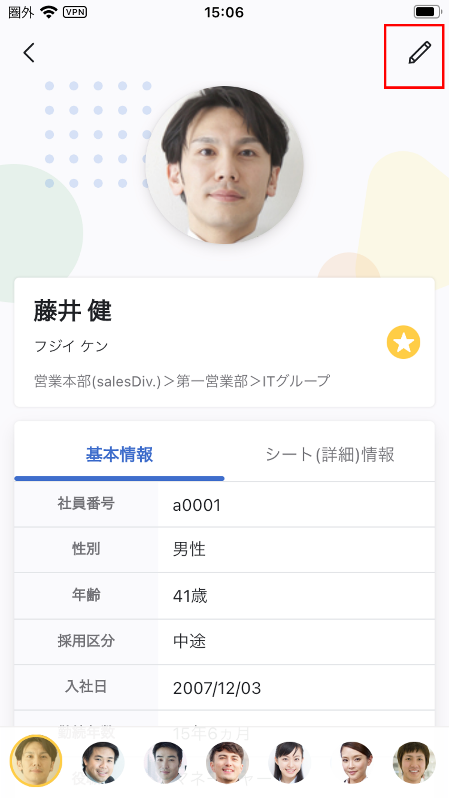 圏外 VPN 15:06
藤井 健
フジイ ケン
営業本部(salesDiv.)＞第一営業部＞ITグループ
基本情報 シート(詳細)情報
社員番号 a0001
性別 男性
年齢 41歳
採用区分 中途
入社日 2007/12/03
勤続年数 15年6ヵ月